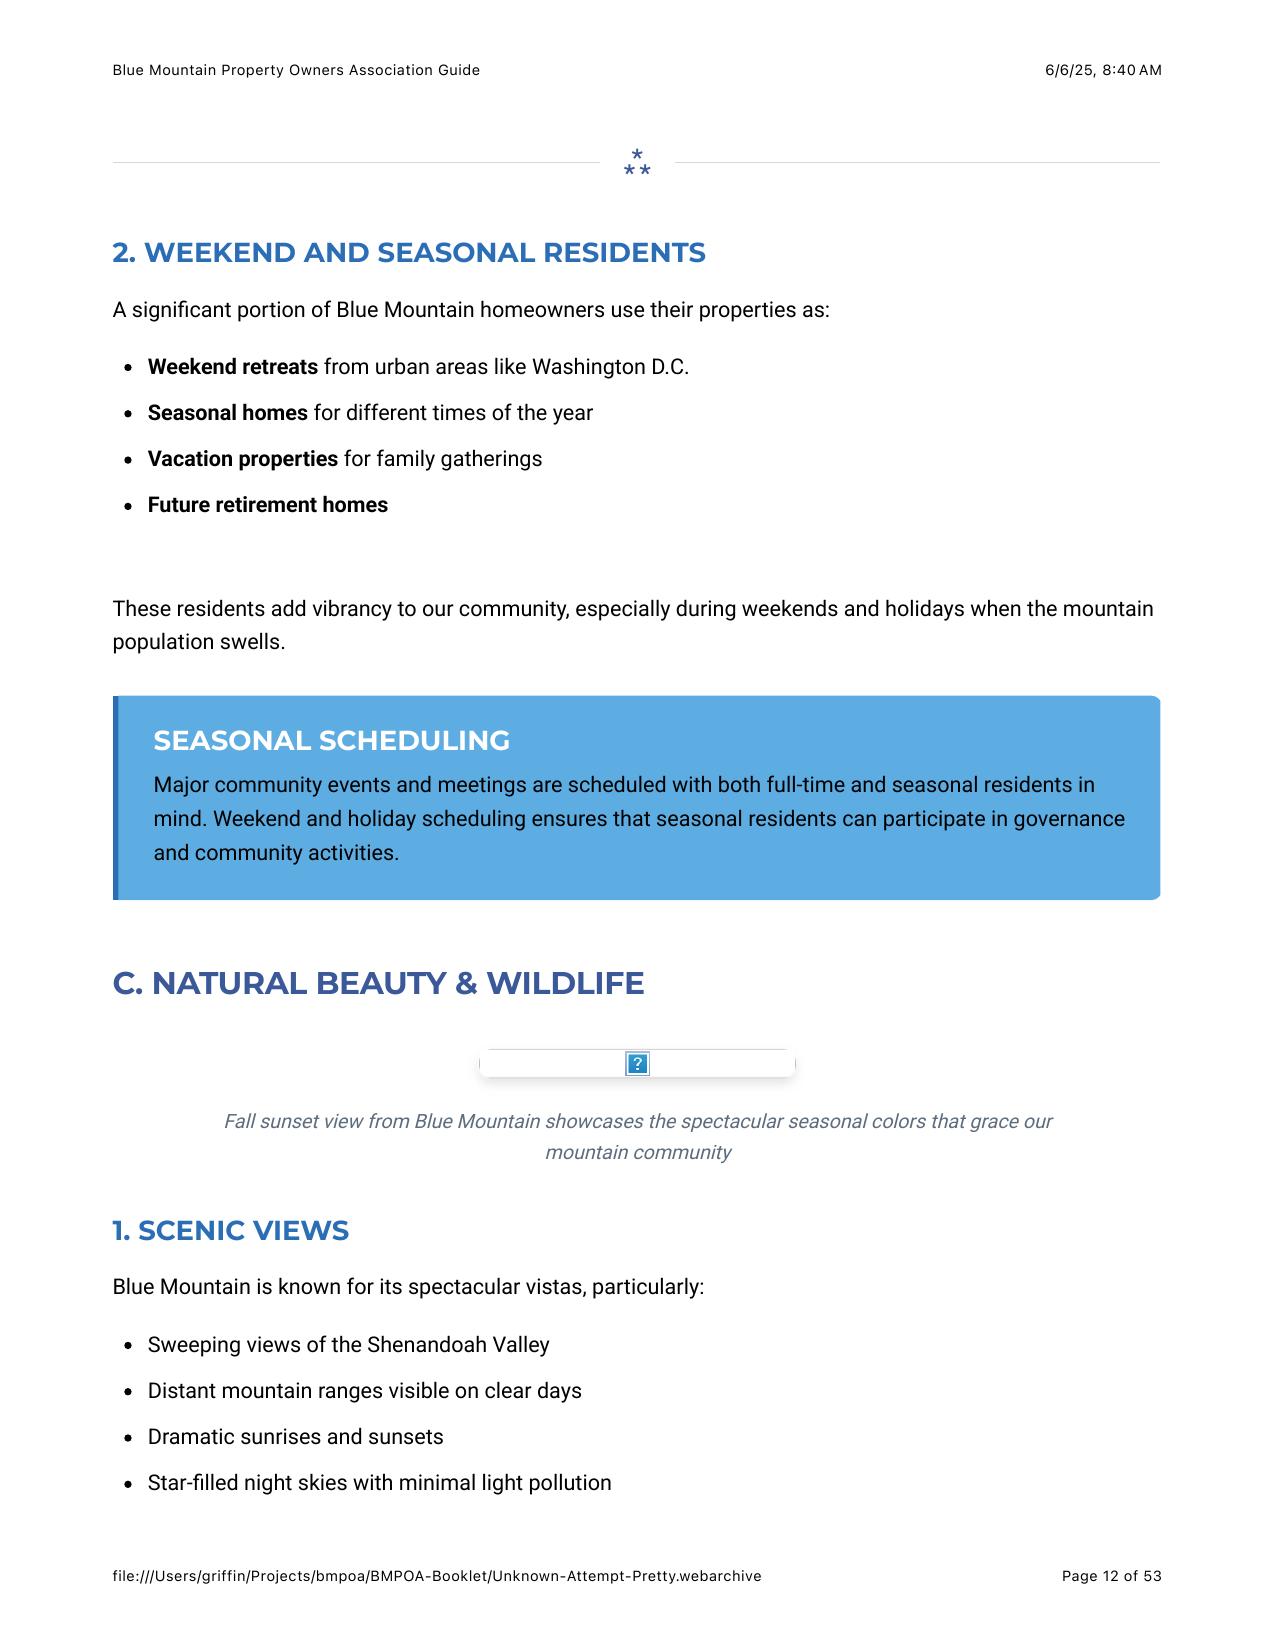 Blue Mountain Property Owners Association Guide
6/6/25, 8:40 AM
*
* *
2. WEEKEND AND SEASONAL RESIDENTS
A significant portion of Blue Mountain homeowners use their properties as:
• Weekend retreats from urban areas like Washington D.C.
• Seasonal homes for different times of the year
• Vacation properties for family gatherings
• Future retirement homes
These residents add vibrancy to our community, especially during weekends and holidays when the mountain
population swells.
SEASONAL SCHEDULING
Major community events and meetings are scheduled with both full-time and seasonal residents in
mind. Weekend and holiday scheduling ensures that seasonal residents can participate in governance
and community activities.
C. NATURAL BEAUTY & WILDLIFE
?
Fall sunset view from Blue Mountain showcases the spectacular seasonal colors that grace our
mountain community
1. SCENIC VIEWS
Blue Mountain is known for its spectacular vistas, particularly:
• Sweeping views of the Shenandoah Valley
• Distant mountain ranges visible on clear days
• Dramatic sunrises and sunsets
• Star-filled night skies with minimal light pollution
file:///Users/griffin/Projects/bmpoa/BMPOA-Booklet/Unknown-Attempt-Pretty.webarchive
Page 12 of 53